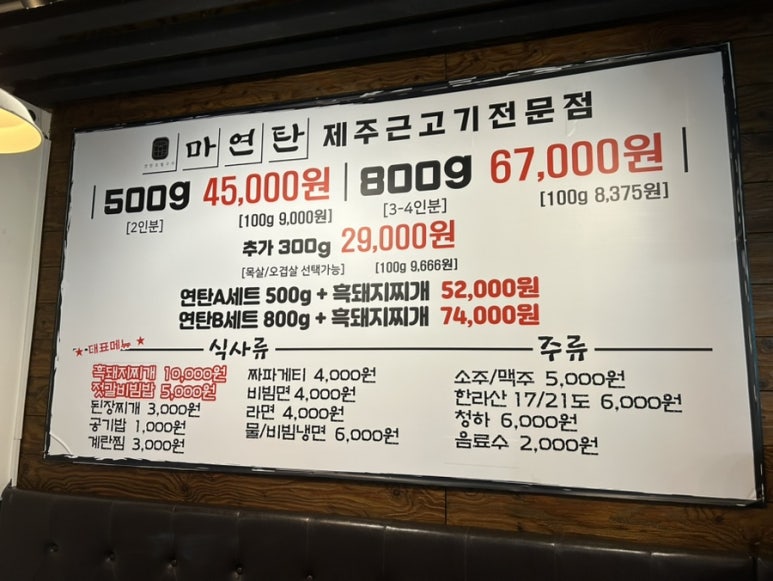 마연탄 제주근고기전문점
500g 45,000원 800g 67,000원
[2인분] [100g 9,000원] [3-4인분] [100g 8,375원]
추가 300g 29,000원
[목살/오겹살 선택가능] [100g 9,666원]
연탄A세트 500g + 흑돼지찌개 52,000원
연탄B세트 800g + 흑돼지찌개 74,000원
대표메뉴 식사류 주류
흑돼지찌개 10,000원 짜파게티 4,000원 소주/맥주 5,000원
젓갈비빔밥 5,000원 비빔면 4,000원 한라산 17/21도 6,000원
된장찌개 3,000원 라면 4,000원 청하 6,000원
공기밥 1,000원 물/비빔냉면 6,000원 음료수 2,000원
계란찜 3,000원